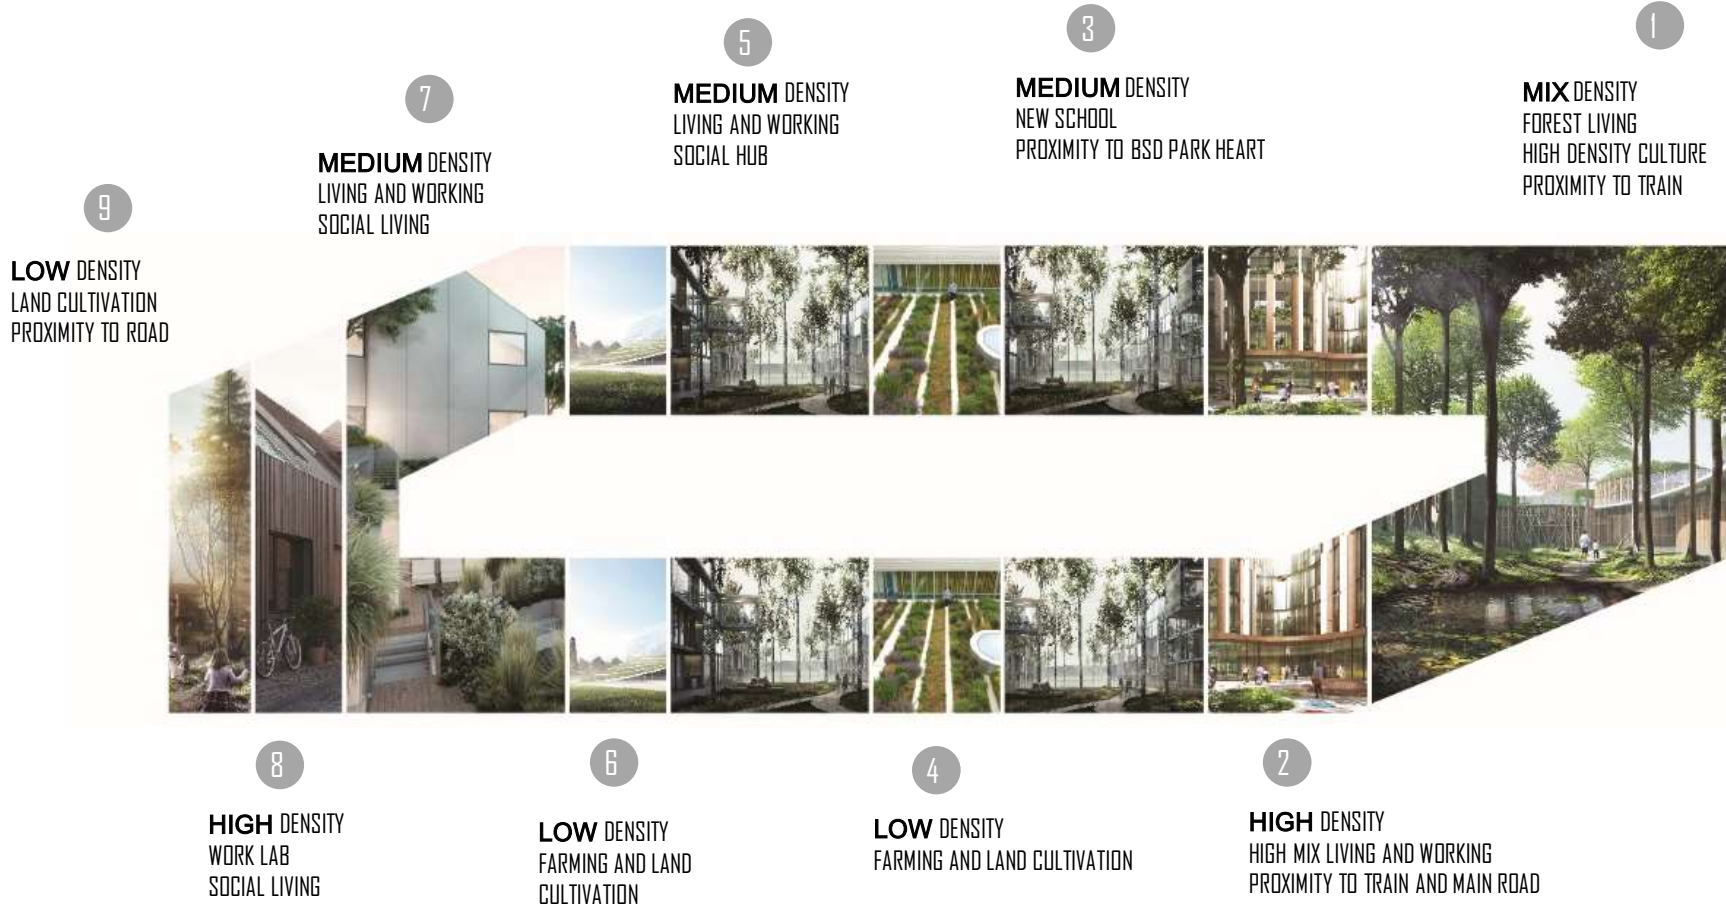 1
MIX DENSITY
FOREST LIVING
HIGH DENSITY CULTURE
PROXIMITY TO TRAIN
3
MEDIUM DENSITY
NEW SCHOOL
PROXIMITY TO BSD PARK HEART
5
MEDIUM DENSITY
LIVING AND WORKING
SOCIAL HUB
7
MEDIUM DENSITY
LIVING AND WORKING
SOCIAL LIVING
9
LOW DENSITY
LAND CULTIVATION
PROXIMITY TO ROAD
8
HIGH DENSITY
WORK LAB
SOCIAL LIVING
6
LOW DENSITY
FARMING AND LAND
CULTIVATION
4
LOW DENSITY
FARMING AND LAND CULTIVATION
2
HIGH DENSITY
HIGH MIX LIVING AND WORKING
PROXIMITY TO TRAIN AND MAIN ROAD